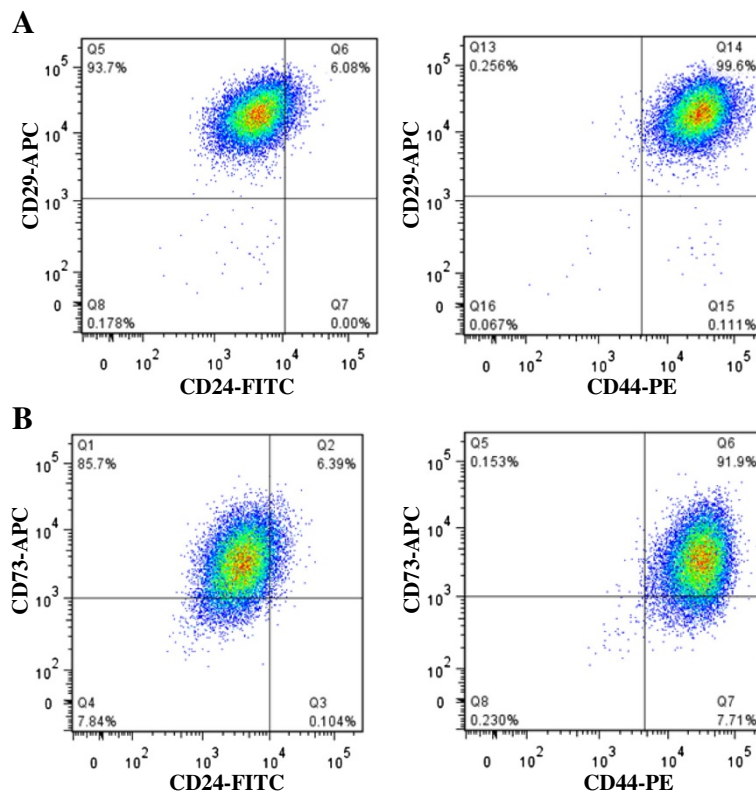 A
Q5
93.7%
Q6
6.08%
10^5
10^4
10^3
10^2
0
CD29-APC
Q8
0.178%
Q7
0.00%
0 10^2 10^3 10^4 10^5
CD24-FITC
Q13
0.256%
Q14
99.6%
10^5
10^4
10^3
10^2
0
CD29-APC
Q16
0.067%
Q15
0.111%
0 10^2 10^3 10^4 10^5
CD44-PE
B
Q1
85.7%
Q2
6.39%
10^5
10^4
10^3
10^2
0
CD73-APC
Q4
7.84%
Q3
0.104%
0 10^2 10^3 10^4 10^5
CD24-FITC
Q5
0.153%
Q6
91.9%
10^5
10^4
10^3
10^2
0
CD73-APC
Q8
0.230%
Q7
7.71%
0 10^2 10^3 10^4 10^5
CD44-PE